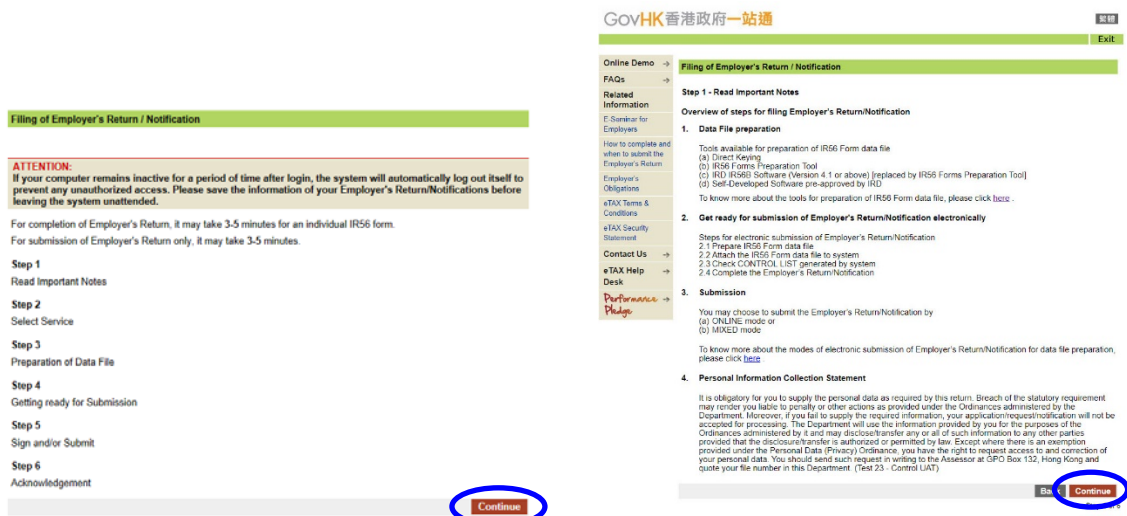 Filing of Employer's Return / Notification
ATTENTION:
If your computer remains inactive for a period of time after login, the system will automatically log out itself to
prevent any unauthorized access. Please save the information of your Employer's Return/Notifications before
leaving the system unattended.
For completion of Employer's Return, it may take 3-5 minutes for an individual IR56 form.
For submission of Employer's Return only, it may take 3-5 minutes.
Step 1
Read Important Notes
Step 2
Select Service
Step 3
Preparation of Data File
Step 4
Getting ready for Submission
Step 5
Sign and/or Submit
Step 6
Acknowledgement
Continue
GovHK香港政府一站通
繁體
Exit
Online Demo
FAQs
Related
Information
E-Seminar for
Employers
How to complete and
when to submit the
Employer's Return
Employer's
Obligations
eTAX Terms &
Conditions
eTAX Security
Statement
Contact Us
eTAX Help
Desk
Performance
Pledge
Filing of Employer's Return / Notification
Step 1 - Read Important Notes
Overview of steps for filing Employer's Return/Notification
1. Data File preparation
Tools available for preparation of IR56 Form data file
(a) Direct Keying
(b) IR56 Forms Preparation Tool
(c) IRD IR56B Software (Version 4.1 or above) [replaced by IR56 Forms Preparation Tool]
(d) Self-Developed Software pre-approved by IRD
To know more about the tools for preparation of IR56 Form data file, please click here .
2. Get ready for submission of Employer's Return/Notification electronically
Steps for electronic submission of Employer's Return/Notification
2.1 Prepare IR56 Form data file
2.2 Attach the IR56 Form data file to system
2.3 Check CONTROL LIST generated by system
2.4 Complete the Employer's Return/Notification
3. Submission
You may choose to submit the Employer's Return/Notification by
(a) ONLINE mode or
(b) MIXED mode
To know more about the modes of electronic submission of Employer's Return/Notification for data file preparation,
please click here .
4. Personal Information Collection Statement
It is obligatory for you to supply the personal data as required by this return. Breach of the statutory requirement
may render you liable to penalty or other actions as provided under the Ordinances administered by the
Department. Moreover, if you fail to supply the required information, your application/request/notification will not be
accepted for processing. The Department will use the information provided by you for the purposes of the
Ordinances administered by it and may disclose/transfer any or all of such information to any other parties
provided that the disclosure/transfer is authorized or permitted by law. Except where there is an exemption
provided under the Personal Data (Privacy) Ordinance, you have the right to request access to and correction of
your personal data. You should send such request in writing to the Assessor at GPO Box 132, Hong Kong and
quote your file number in this Department. (Test 23 - Control UAT)
Continue